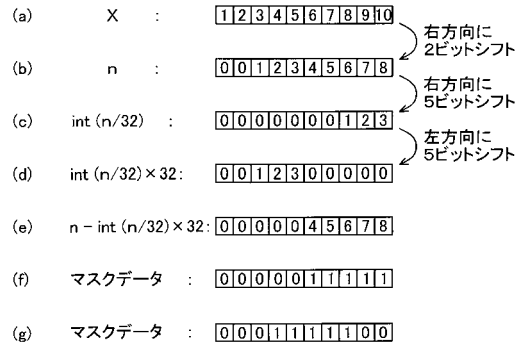 (a) X : 1 2 3 4 5 6 7 8 9 10
右方向に
2ビットシフト
(b) n : 0 0 1 2 3 4 5 6 7 8
右方向に
5ビットシフト
(c) int (n/32) : 0 0 0 0 0 0 0 1 2 3
左方向に
5ビットシフト
(d) int (n/32) × 32: 0 0 1 2 3 0 0 0 0 0
(e) n − int (n/32) × 32: 0 0 0 0 0 4 5 6 7 8
(f) マスクデータ : 0 0 0 0 0 1 1 1 1 1
(g) マスクデータ : 0 0 0 1 1 1 1 1 0 0